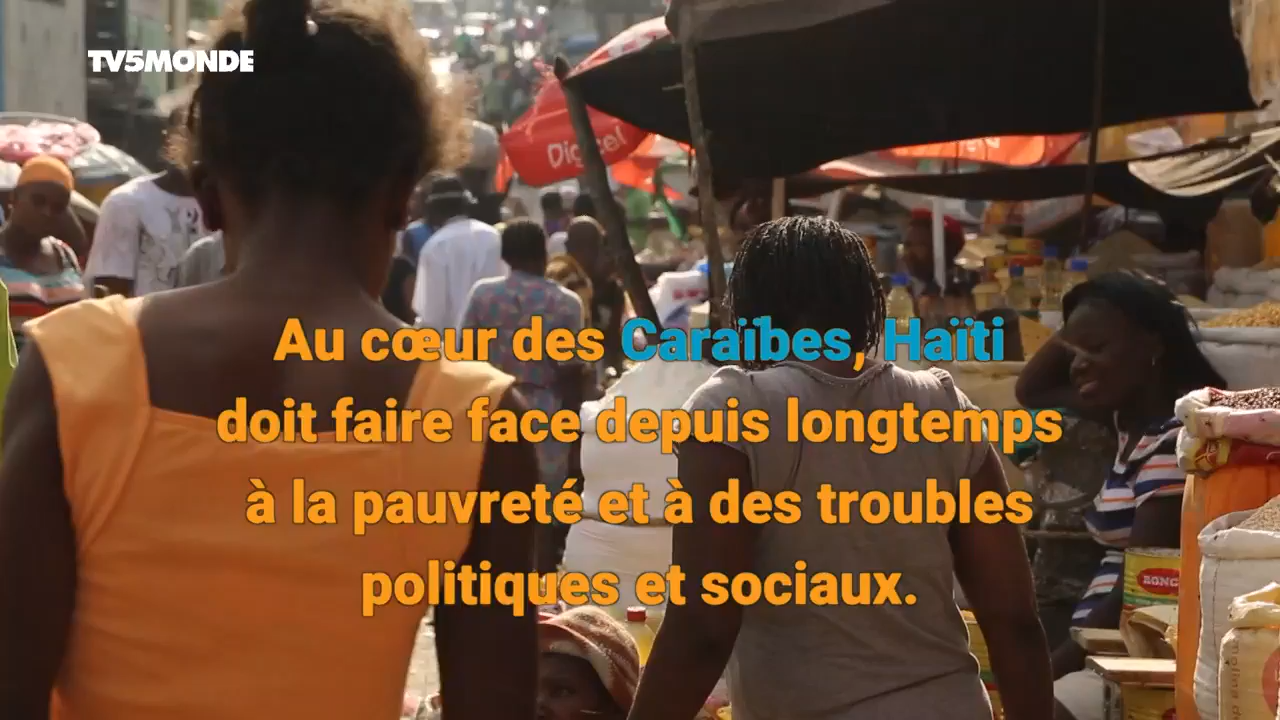 TV5MONDE
Digicel
Au cœur des Caraïbes, Haïti
doit faire face depuis longtemps
à la pauvreté et à des troubles
politiques et sociaux.